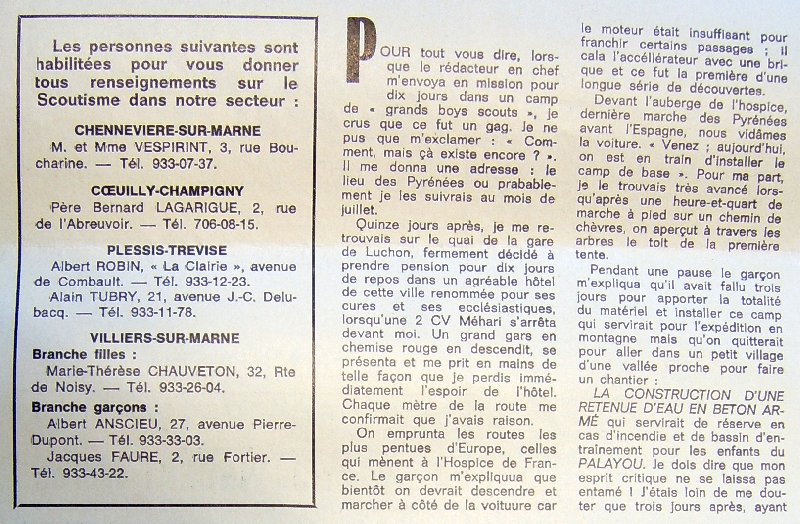 Les personnes suivantes sont
habilitées pour vous donner
tous renseignements sur le
Scoutisme dans notre secteur :
CHENNEVIERE-SUR-MARNE
M. et Mme VESPIRINT, 3, rue Bou-
charine. — Tél. 933-07-37.
CŒUILLY-CHAMPIGNY
Père Bernard LAGARIGUE, 2, rue
de l'Abreuvoir. — Tél. 706-08-15.
PLESSIS-TREVISE
Albert ROBIN, « La Clairie », avenue
de Combault. — Tél. 933-12-23.
Alain TUBRY, 21, avenue J.-C. Delu-
bacq. — Tél. 933-11-78.
VILLIERS-SUR-MARNE
Branche filles :
Marie-Thérèse CHAUVETON, 32, Rte
de Noisy. — Tél. 933-26-04.
Branche garçons :
Albert ANSCIEU, 27, avenue Pierre-
Dupont. — Tél. 933-33-03.
Jacques FAURE, 2, rue Fortier. —
Tél. 933-43-22.
POUR tout vous dire, lors-
que le rédacteur en chef
m'envoya en mission pour
dix jours dans un camp
de « grands boys scouts », je
crus que ce fut un gag. Je ne
pus que m'exclamer : « Com-
ment, mais çà existe encore ? ».
Il me donna une adresse : le
lieu des Pyrénées ou prabable-
ment je les suivrais au mois de
juillet.
Quinze jours après, je me re-
trouvais sur le quai de la gare
de Luchon, fermement décidé à
prendre pension pour dix jours
de repos dans un agréable hôtel
de cette ville renommée pour ses
cures et ses ecclésiastiques,
lorsqu'une 2 CV Méhari s'arrêta
devant moi. Un grand gars en
chemise rouge en descendit, se
présenta et me prit en mains de
telle façon que je perdis immé-
diatement l'espoir de l'hôtel.
Chaque mètre de la route me
confirmait que j'avais raison.
On emprunta les routes les
plus pentues d'Europe, celles
qui mènent à l'Hospice de Fran-
ce. Le garçon m'expliquua que
bientôt on devrait descendre et
marcher à côté de la voituure car
le moteur était insuffisant pour
franchir certains passages ; il
cala l'accéllérateur avec une bri-
que et ce fut la première d'une
longue série de découvertes.
Devant l'auberge de l'hospice,
dernière marche des Pyrénées
avant l'Espagne, nous vidâmes
la voiture. « Venez ; aujourd'hui,
on est en train d'installer le
camp de base ». Pour ma part,
je le trouvais très avancé lors-
qu'après une heure-et-quart de
marche à pied sur un chemin de
chèvres, on aperçut à travers les
arbres le toit de la première
tente.
Pendant une pause le garçon
m'expliqua qu'il avait fallu trois
jours pour apporter la totalité
du matériel et installer ce camp
qui servirait pour l'expédition en
montagne mais qu'on quitterait
pour aller dans un petit village
d'une vallée proche pour faire
un chantier :
LA CONSTRUCTION D'UNE
RETENUE D'EAU EN BETON AR-
MÉ qui servirait de réserve en
cas d'incendie et de bassin d'en-
traînement pour les enfants du
PALAYOU. Je dois dire que mon
esprit critique ne se laissa pas
entamé ! J'étais loin de me dou-
ter que trois jours après, ayant